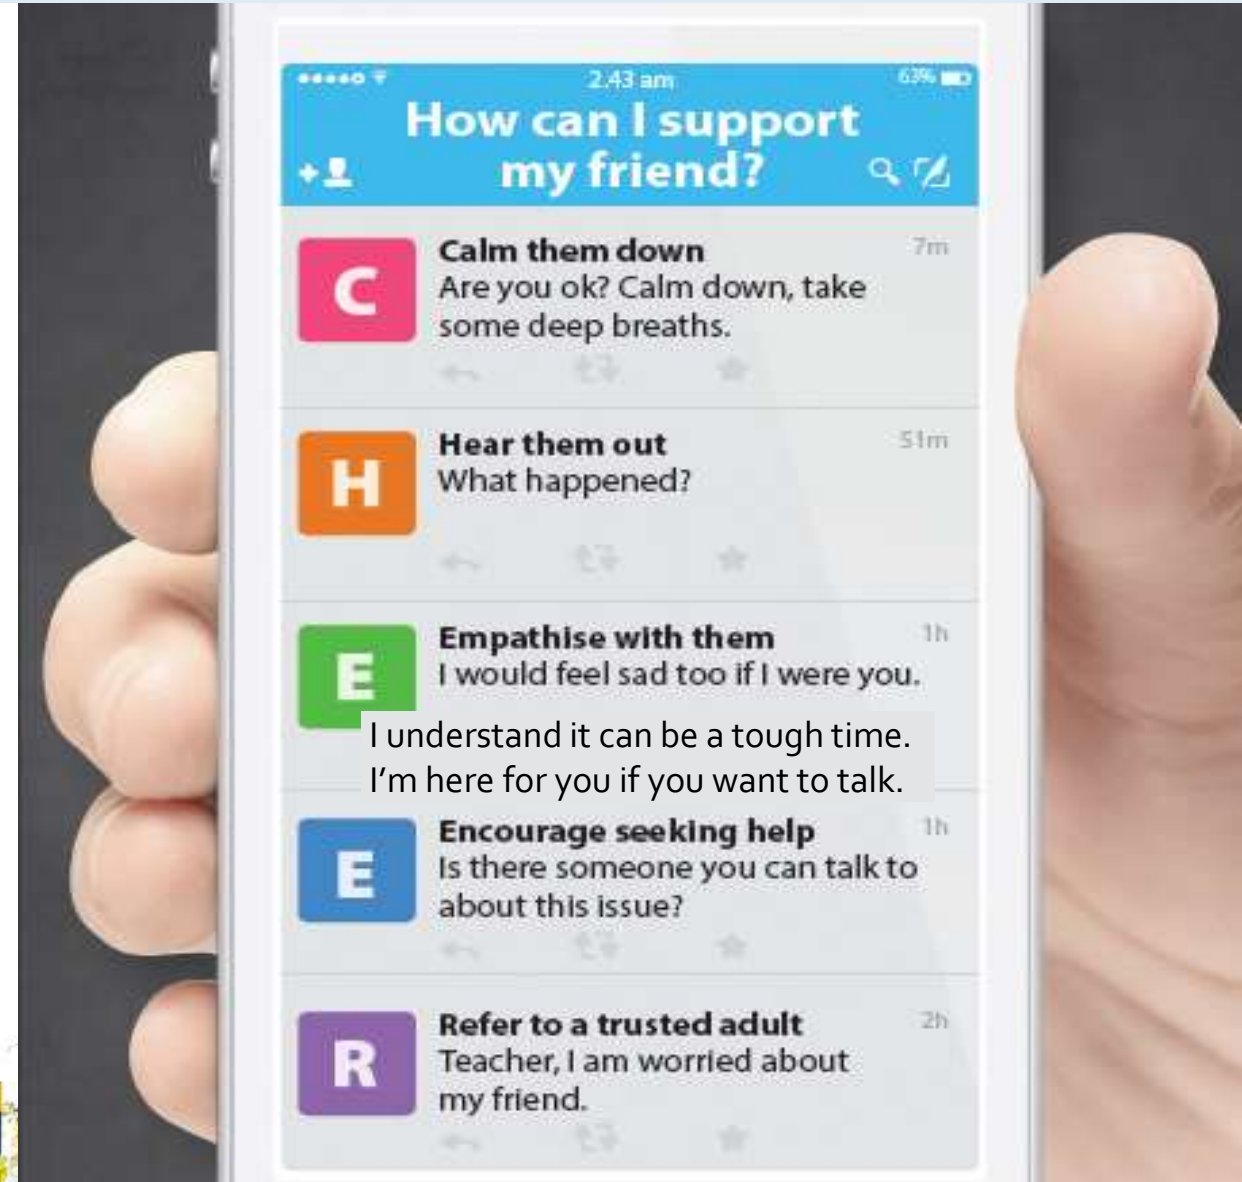 2.43 am
63%
How can I support
my friend?
C
Calm them down
7m
Are you ok? Calm down, take
some deep breaths.
H
Hear them out
51m
What happened?
E
Empathise with them
1h
I would feel sad too if I were you.
I understand it can be a tough time.
I’m here for you if you want to talk.
E
Encourage seeking help
1h
Is there someone you can talk to
about this issue?
R
Refer to a trusted adult
2h
Teacher, I am worried about
my friend.